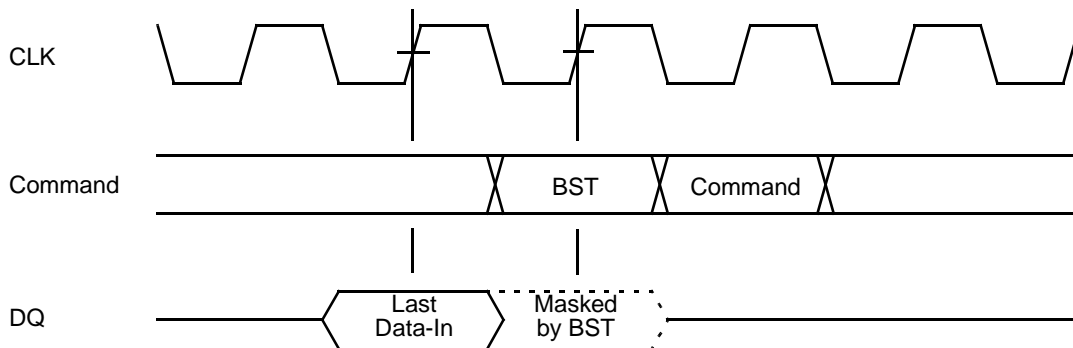 CLK
Command
BST
Command
DQ
Last
Data-In
Masked
by BST